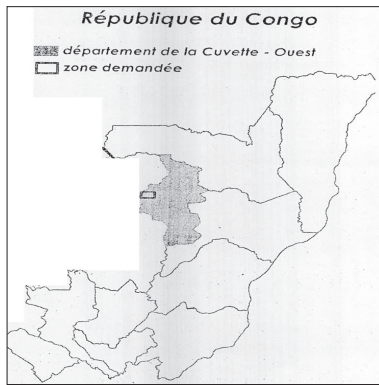 République du Congo
département de la Cuvette - Ouest
zone demandée